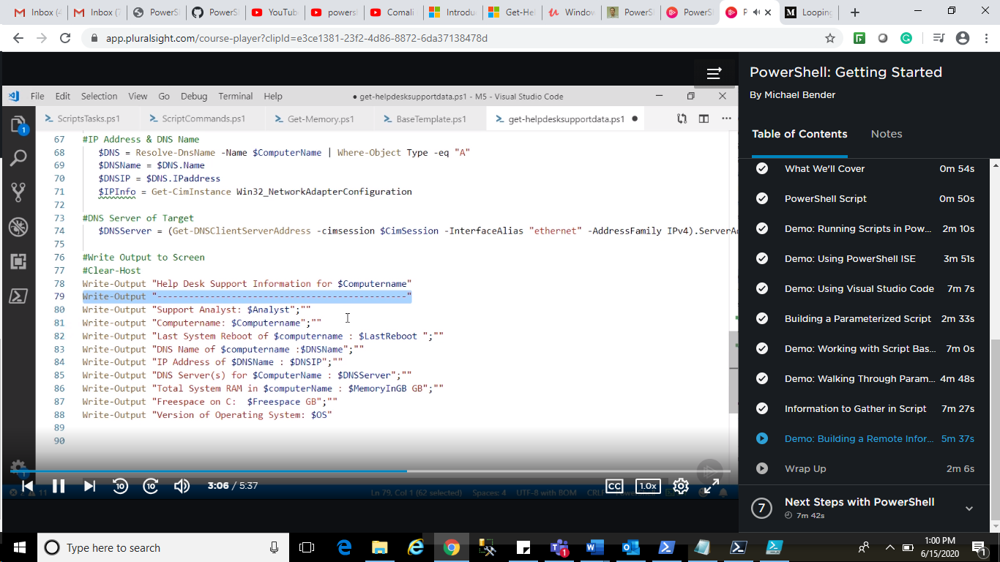 Inbox (4
Inbox (7
PowerS
PowerS
YouTub
powersh
Comali
Introdu
Get-Hel
Window
PowerS
PowerS
P
Looping
app.pluralsight.com/course-player?clipId=e3ce1381-23f2-4d86-8872-6da37138478d
File Edit Selection View Go Debug Terminal Help
● get-helpdesksupportdata.ps1 - M5 - Visual Studio Code
ScriptsTasks.ps1
ScriptCommands.ps1
Get-Memory.ps1
BaseTemplate.ps1
get-helpdesksupportdata.ps1 ●
1
67 #IP Address & DNS Name
68 $DNS = Resolve-DnsName -Name $ComputerName | Where-Object Type -eq "A"
69 $DNSName = $DNS.Name
70 $DNSIP = $DNS.IPaddress
71 $IPInfo = Get-CimInstance Win32_NetworkAdapterConfiguration
72
73 #DNS Server of Target
74 $DNSServer = (Get-DNSClientServerAddress -cimsession $CimSession -InterfaceAlias "ethernet" -AddressFamily IPv4).ServerAd
75
76 #Write Output to Screen
77 #Clear-Host
78 Write-Output "Help Desk Support Information for $Computername"
79 Write-Output "-----------------------------------------------"
80 Write-Output "Support Analyst: $Analyst";""
81 Write-output "Computername: $Computername";""
82 Write-Output "Last System Reboot of $computername : $LastReboot ";""
83 Write-Output "DNS Name of $computername :$DNSName";""
84 Write-Output "IP Address of $DNSName : $DNSIP";""
85 Write-Output "DNS Server(s) for $ComputerName : $DNSServer";""
86 Write-Output "Total System RAM in $computerName : $MemoryInGB GB";""
87 Write-Output "Freespace on C:  $Freespace GB";""
88 Write-Output "Version of Operating System: $OS"
89
90
10
10
3:06 / 5:37
CC
1.0x
11
Ln 79, Col 1 (62 selected) Spaces: 4 UTF-8 with BOM CRLF
PowerShell: Getting Started
By Michael Bender
Table of Contents
Notes
What We'll Cover 0m 54s
PowerShell Script 0m 50s
Demo: Running Scripts in Pow... 2m 10s
Demo: Using PowerShell ISE 3m 51s
Demo: Using Visual Studio Code 7m 7s
Building a Parameterized Script 2m 33s
Demo: Working with Script Bas... 7m 0s
Demo: Walking Through Param... 4m 48s
Information to Gather in Script 7m 27s
Demo: Building a Remote Infor... 5m 37s
Wrap Up 2m 6s
7 Next Steps with PowerShell
7m 42s
Type here to search
1
1:00 PM
6/15/2020
1